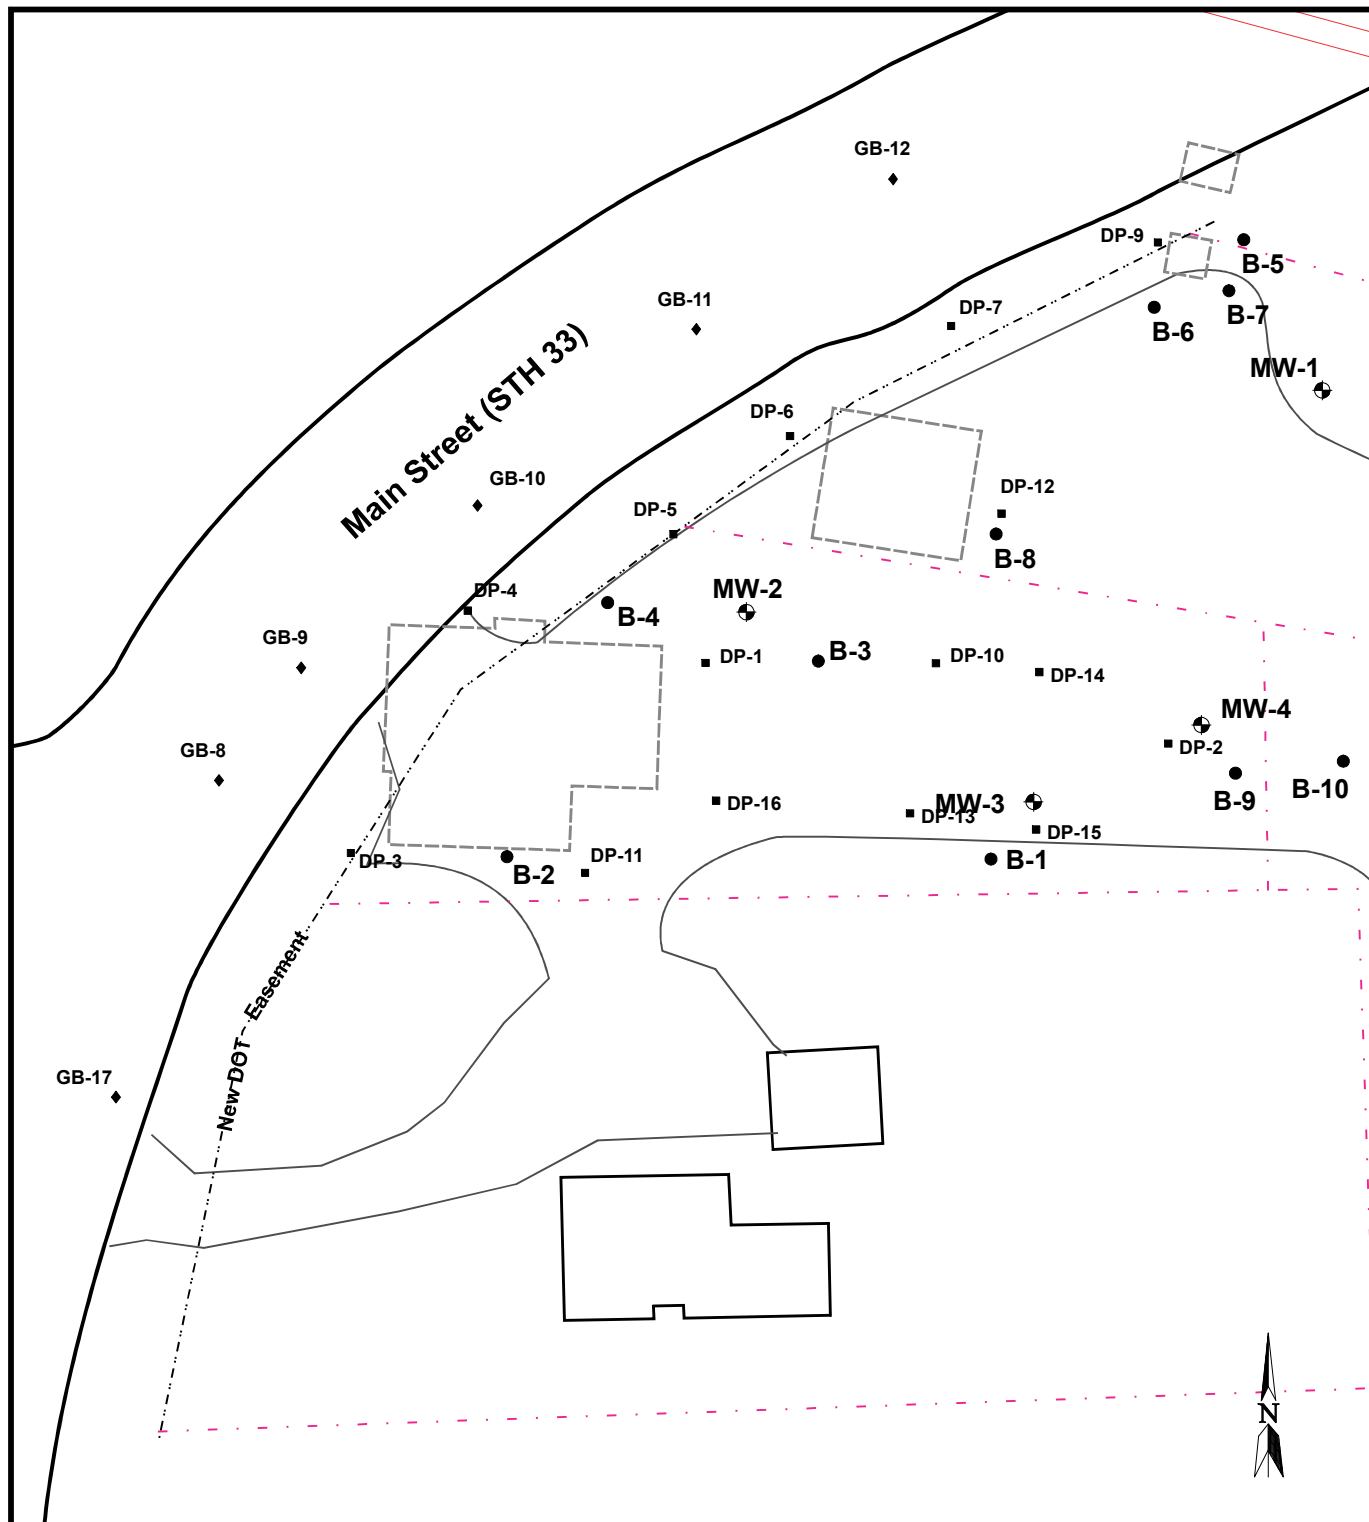 GB-12
DP-9
B-5
GB-11
DP-7
B-7
B-6
Main Street (STH 33)
MW-1
DP-6
GB-10
DP-12
DP-5
B-8
DP-4
MW-2
B-4
GB-9
DP-1
B-3
DP-10
DP-14
MW-4
GB-8
DP-2
B-9
B-10
DP-16
MW-3
DP-13
DP-15
DP-3
B-2
DP-11
B-1
New DOT Easement
GB-17
N